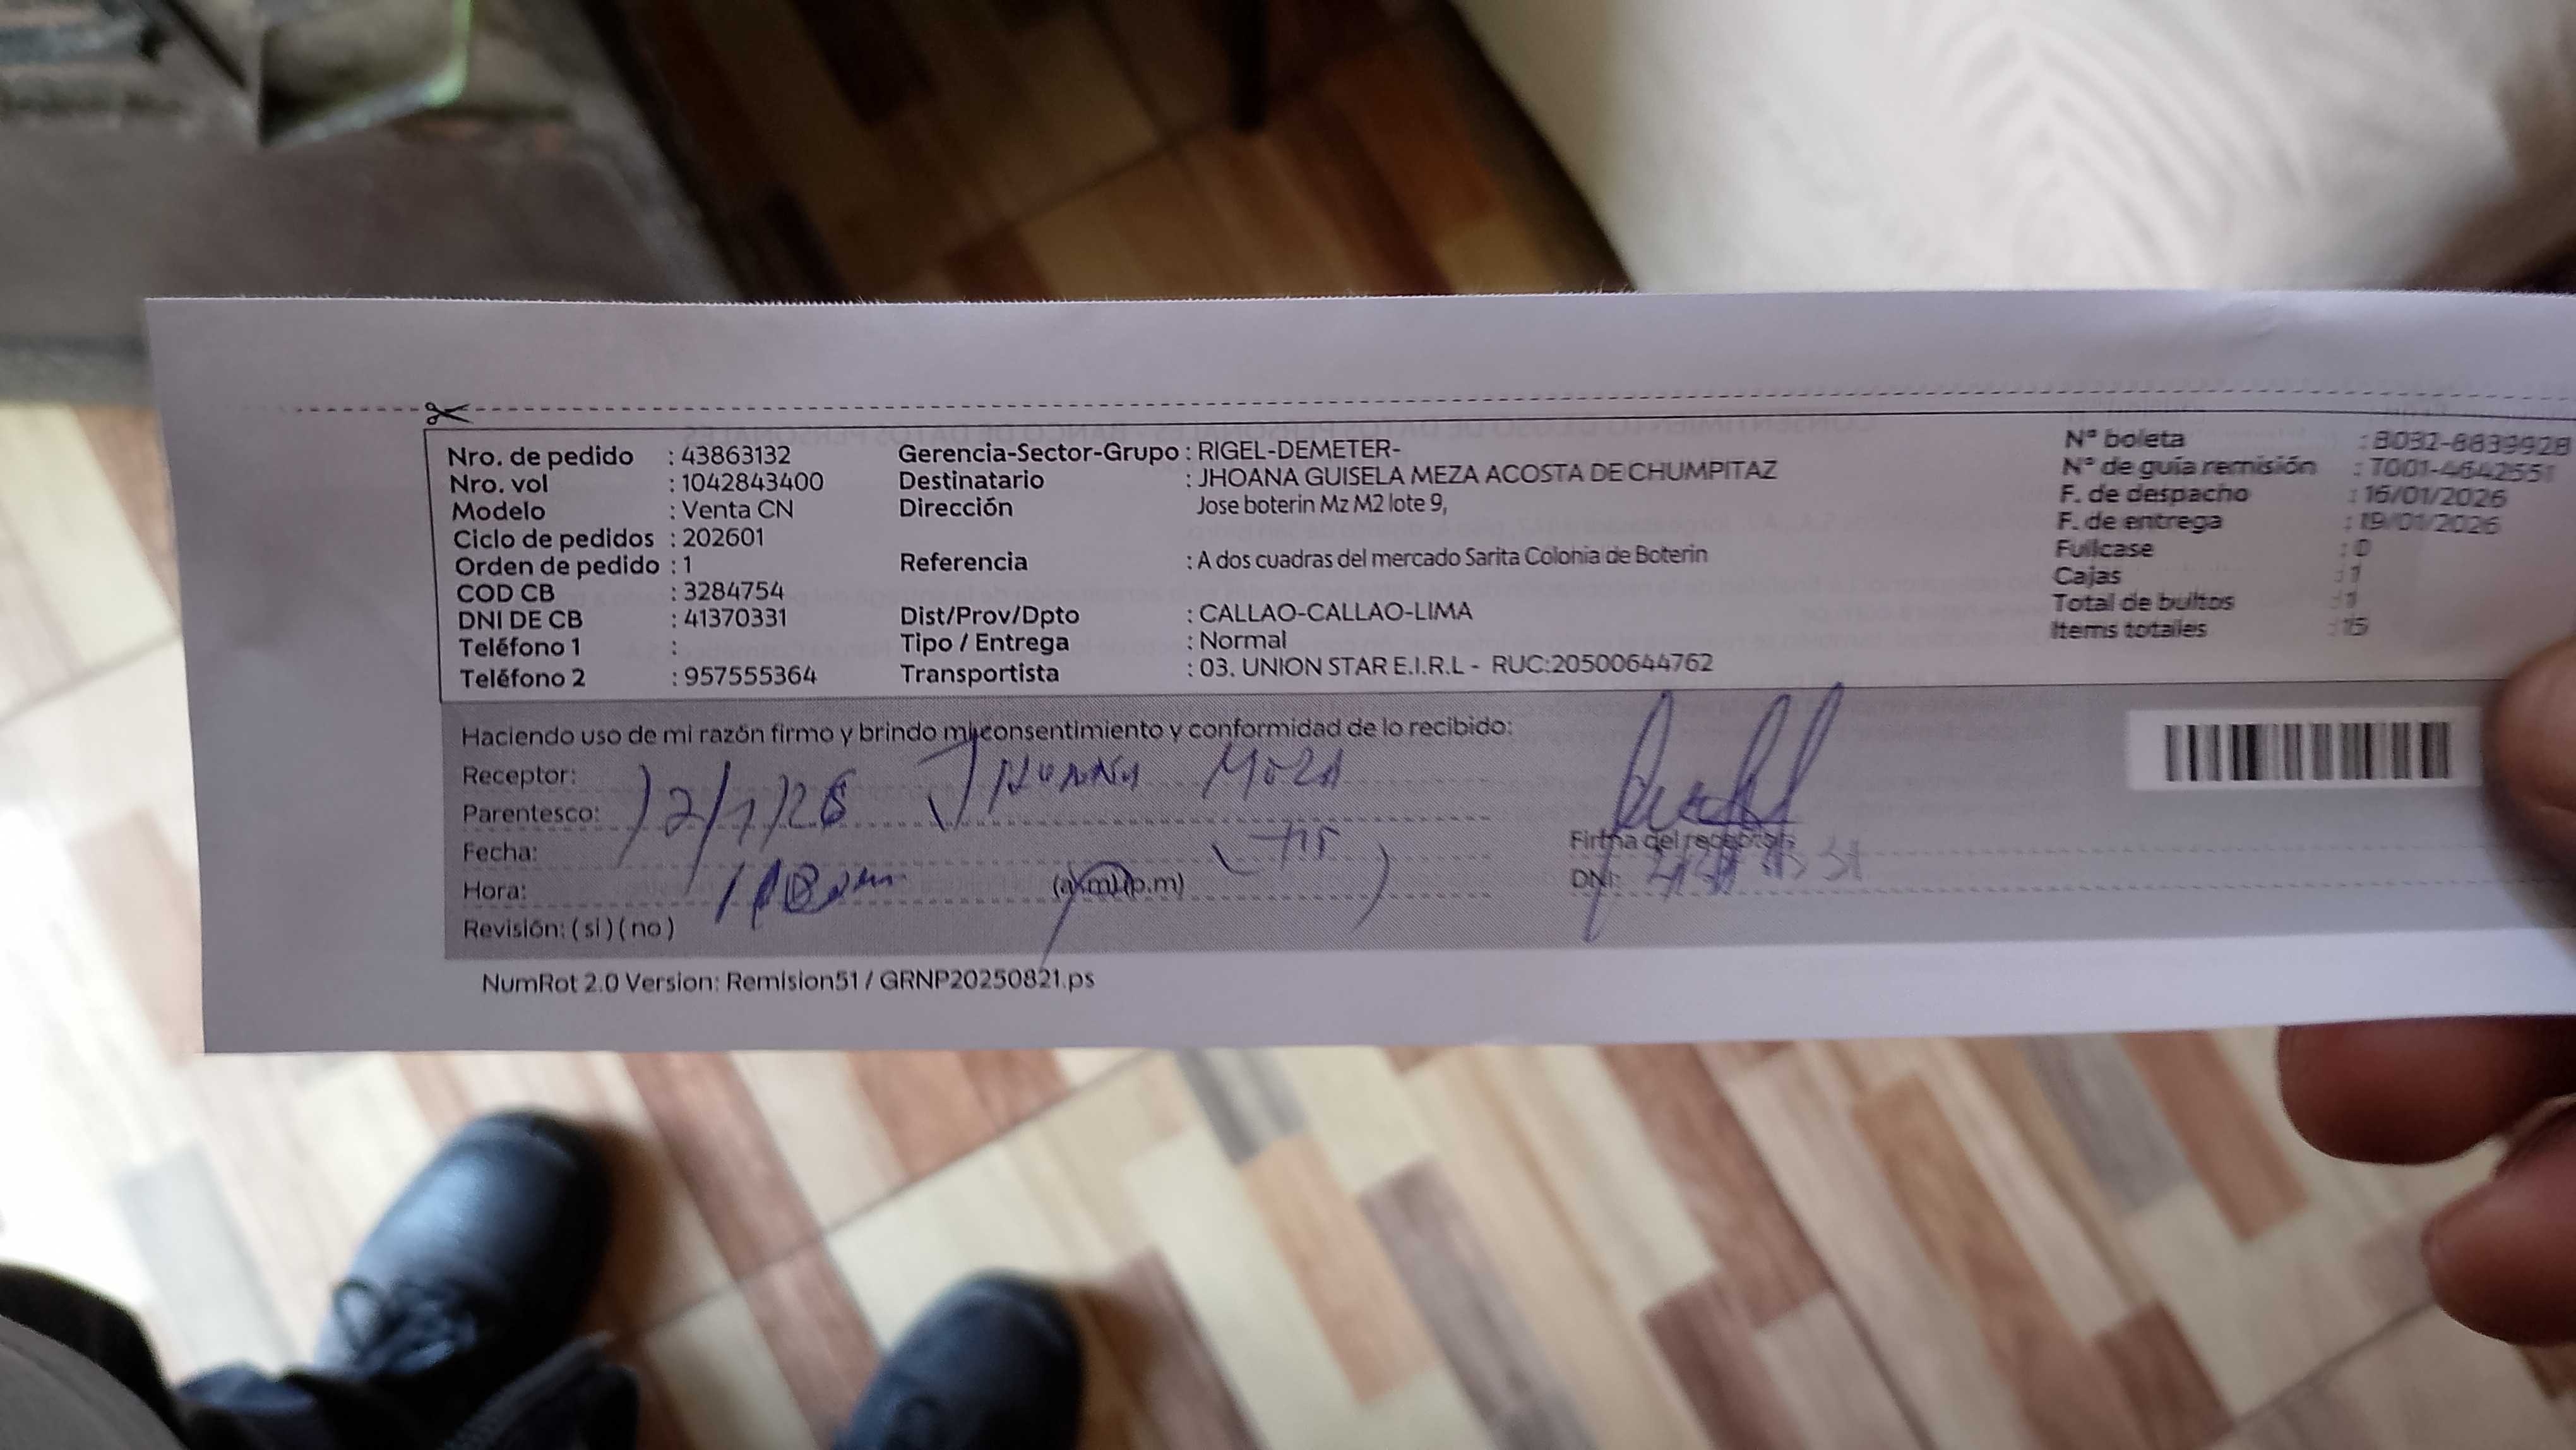 Nro. de pedido : 43863132
Nro. vol : 1042843400
Modelo : Venta CN
Ciclo de pedidos : 202601
Orden de pedido : 1
COD CB : 3284754
DNI DE CB : 41370331
Teléfono 1 :
Teléfono 2 : 957555364
Gerencia-Sector-Grupo : RIGEL-DEMETER-
Destinatario : JHOANA GUISELA MEZA ACOSTA DE CHUMPITAZ
Dirección Jose boterin Mz M2 lote 9,
Referencia : A dos cuadras del mercado Sarita Colonia de Boterin
Dist/Prov/Dpto : CALLAO-CALLAO-LIMA
Tipo / Entrega : Normal
Transportista : 03. UNION STAR E.I.R.L - RUC:20500644762
Nº boleta : B032-8839928
Nº de guía remisión : T001-4642551
F. de despacho : 16/01/2026
F. de entrega : 19/01/2026
Fullcase : 0
Cajas : 1
Total de bultos : 1
Items totales : 15
Haciendo uso de mi razón firmo y brindo mi consentimiento y conformidad de lo recibido:
Receptor:
Parentesco:
Fecha:
Hora: (a.m) (p.m)
Revisión: ( si ) ( no )
Firma del receptor:
DNI:
NumRot 2.0 Version: Remision51 / GRNP20250821.ps